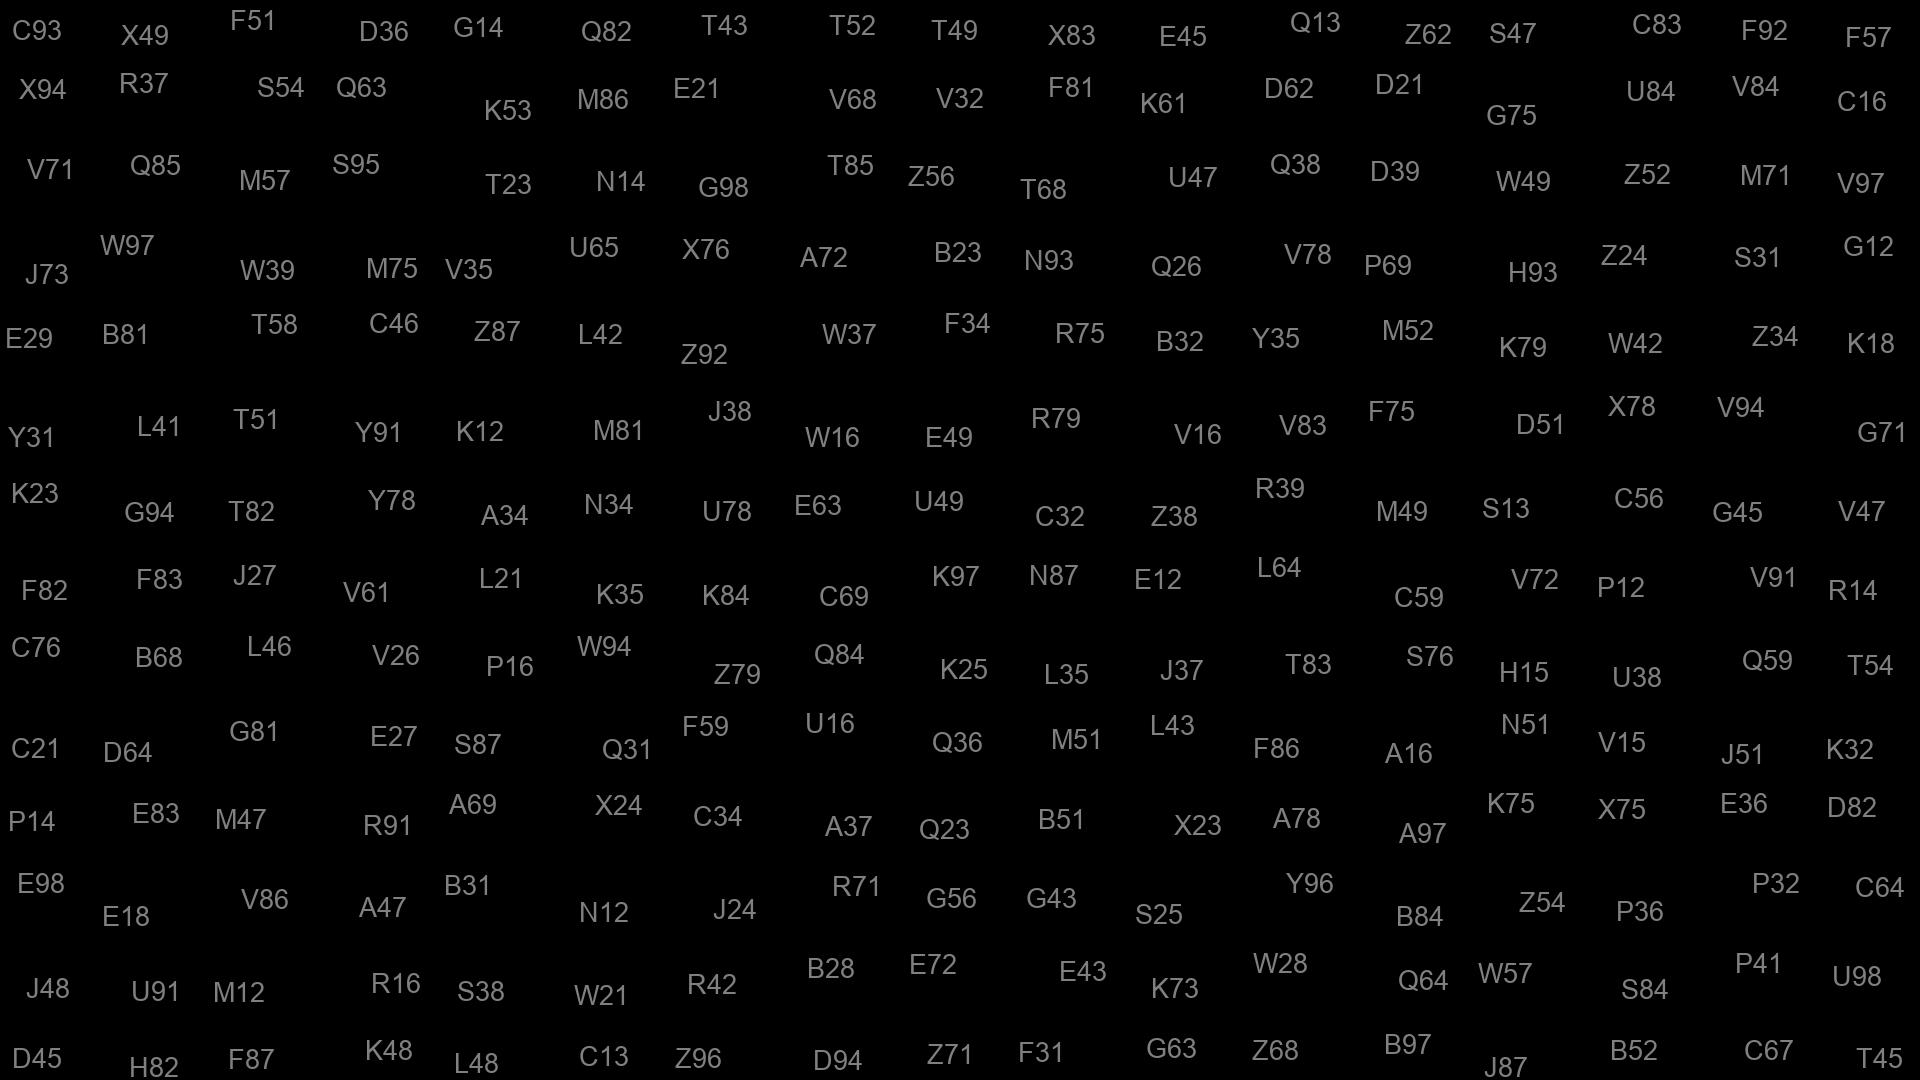 C93 X49 F51 D36 G14 Q82 T43 T52 T49 X83 E45 Q13 Z62 S47 C83 F92 F57
X94 R37 S54 Q63 K53 M86 E21 V68 V32 F81 K61 D62 D21 G75 U84 V84 C16
V71 Q85 M57 S95 T23 N14 G98 T85 Z56 T68 U47 Q38 D39 W49 Z52 M71 V97
J73 W97 W39 M75 V35 U65 X76 A72 B23 N93 Q26 V78 P69 H93 Z24 S31 G12
E29 B81 T58 C46 Z87 L42 Z92 W37 F34 R75 B32 Y35 M52 K79 W42 Z34 K18
Y31 L41 T51 Y91 K12 M81 J38 W16 E49 R79 V16 V83 F75 D51 X78 V94 G71
K23 G94 T82 Y78 A34 N34 U78 E63 U49 C32 Z38 R39 M49 S13 C56 G45 V47
F82 F83 J27 V61 L21 K35 K84 C69 K97 N87 E12 L64 C59 V72 P12 V91 R14
C76 B68 L46 V26 P16 W94 Z79 Q84 K25 L35 J37 T83 S76 H15 U38 Q59 T54
C21 D64 G81 E27 S87 Q31 F59 U16 Q36 M51 L43 F86 A16 N51 V15 J51 K32
P14 E83 M47 R91 A69 X24 C34 A37 Q23 B51 X23 A78 A97 K75 X75 E36 D82
E98 E18 V86 A47 B31 N12 J24 R71 G56 G43 S25 Y96 B84 Z54 P36 P32 C64
J48 U91 M12 R16 S38 W21 R42 B28 E72 E43 K73 W28 Q64 W57 S84 P41 U98
D45 H82 F87 K48 L48 C13 Z96 D94 Z71 F31 G63 Z68 B97 J87 B52 C67 T45